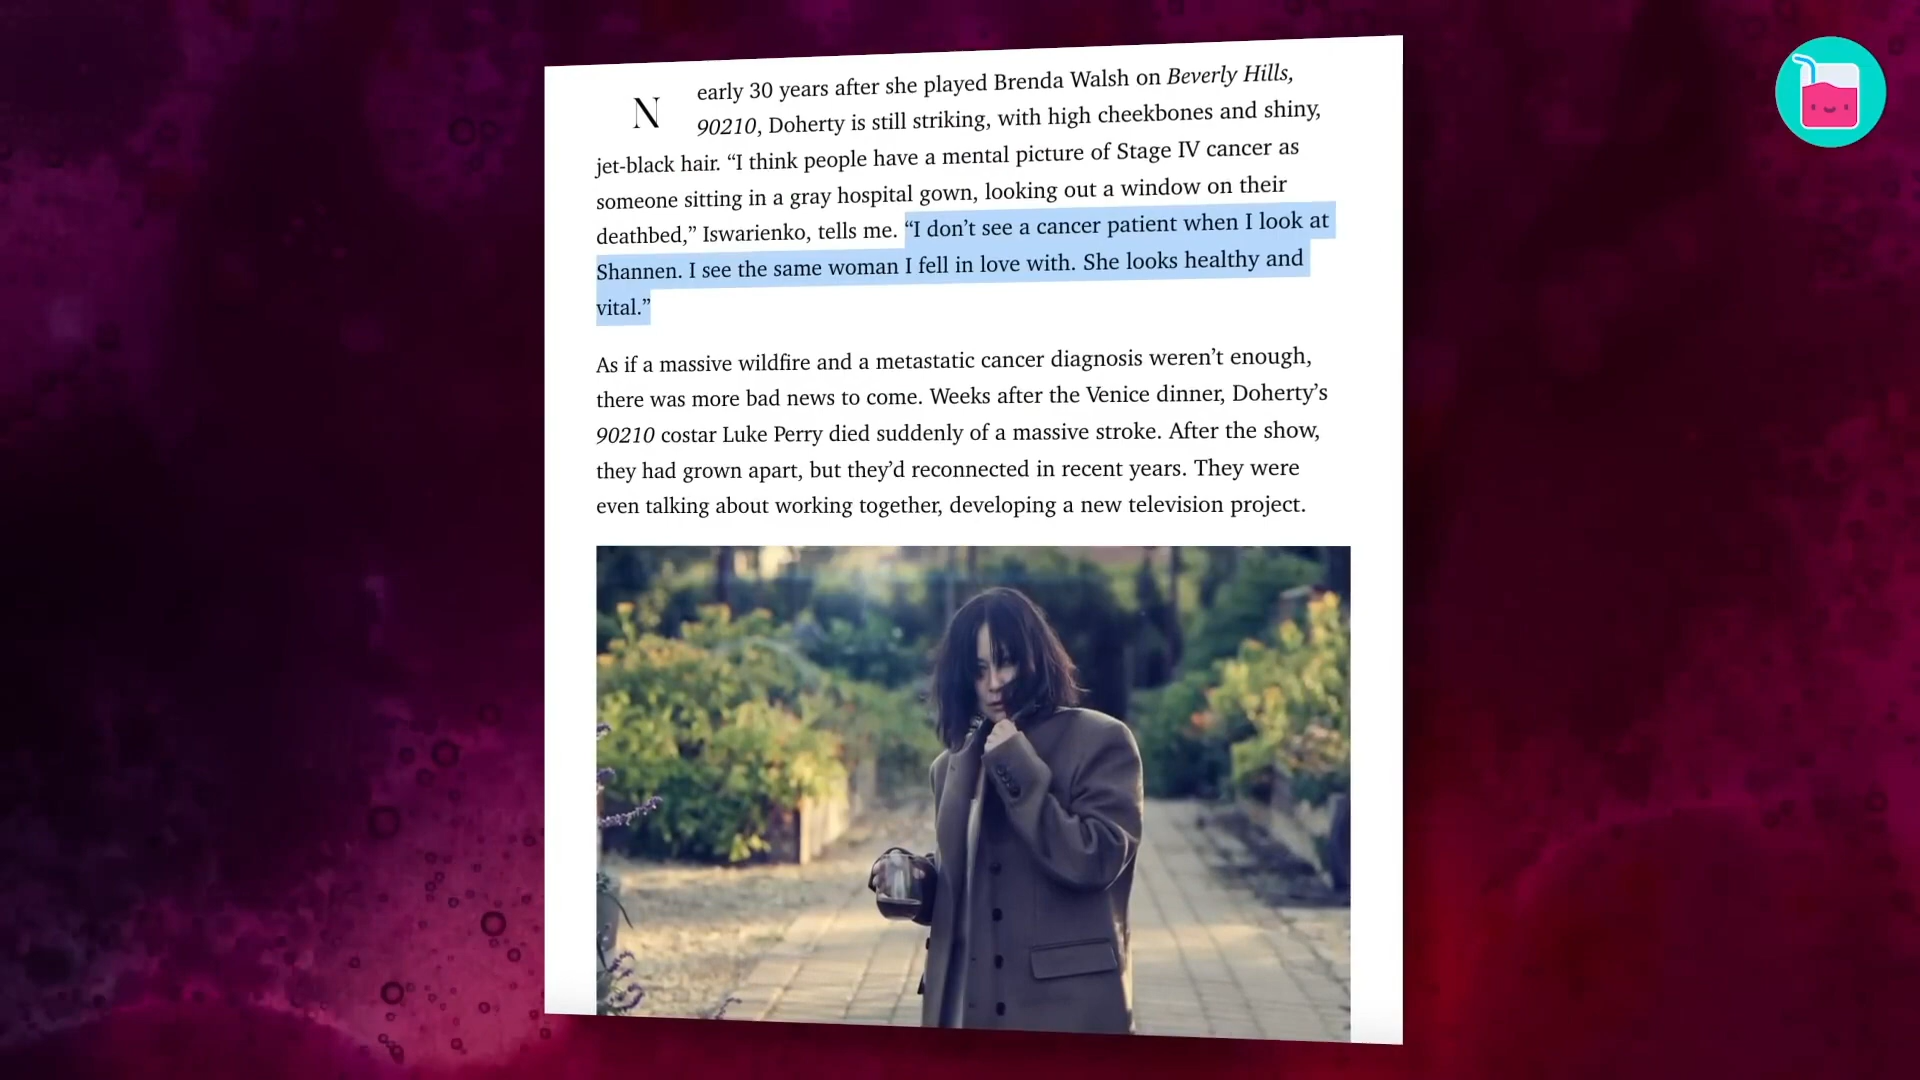 Nearly 30 years after she played Brenda Walsh on Beverly Hills,
90210, Doherty is still striking, with high cheekbones and shiny,
jet-black hair. “I think people have a mental picture of Stage IV cancer as
someone sitting in a gray hospital gown, looking out a window on their
deathbed,” Iswarienko, tells me. “I don’t see a cancer patient when I look at
Shannen. I see the same woman I fell in love with. She looks healthy and
vital.”
As if a massive wildfire and a metastatic cancer diagnosis weren’t enough,
there was more bad news to come. Weeks after the Venice dinner, Doherty’s
90210 costar Luke Perry died suddenly of a massive stroke. After the show,
they had grown apart, but they’d reconnected in recent years. They were
even talking about working together, developing a new television project.